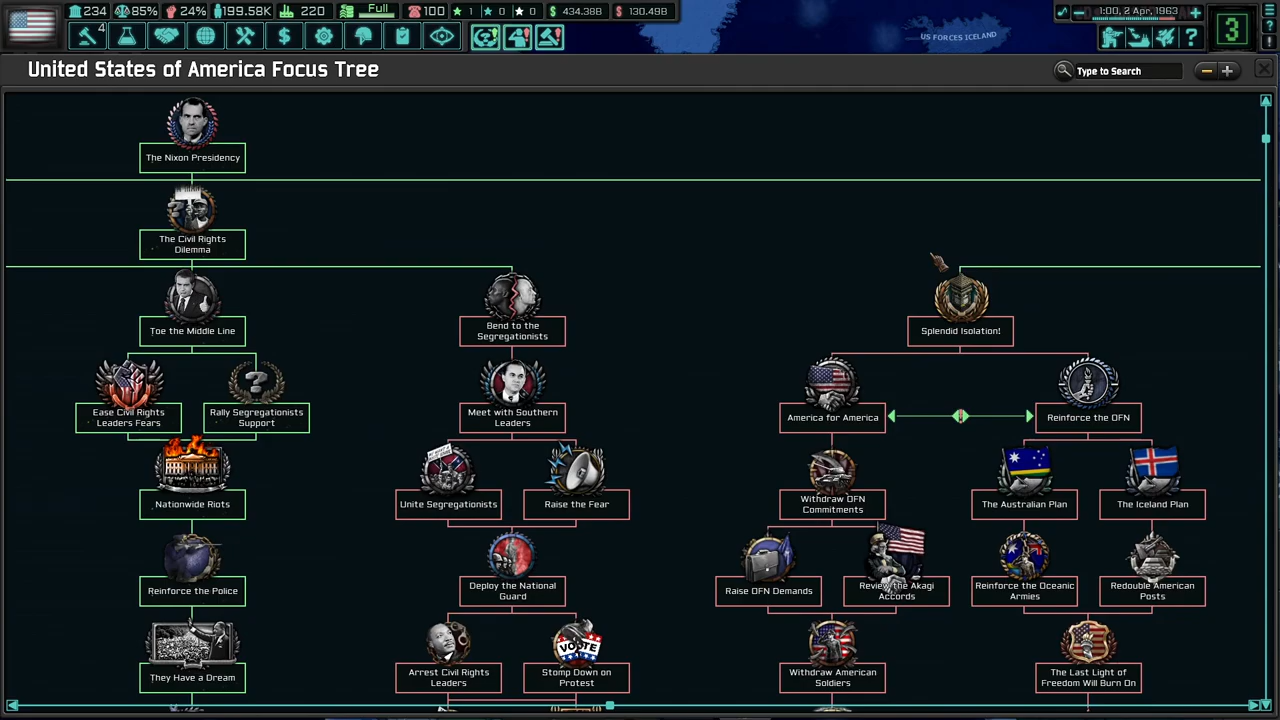 234 85% 24% 199.58K 220 Full 100 1 0 0 $ 434.38B $ 130.49B
1:00, 2 Apr, 1963
4
3
US FORCES ICELAND
United States of America Focus Tree
Type to Search
The Nixon Presidency
The Civil Rights
Dilemma
Toe the Middle Line
Bend to the
Segregationists
Splendid Isolation!
Ease Civil Rights
Leaders Fears
Rally Segregationists
Support
Meet with Southern
Leaders
America for America
Reinforce the OFN
Nationwide Riots
Unite Segregationists
Raise the Fear
Withdraw OFN
Commitments
The Australian Plan
The Iceland Plan
Reinforce the Police
Deploy the National
Guard
Raise OFN Demands
Review the Akagi
Accords
Reinforce the Oceanic
Armies
Redouble American
Posts
VOTE
They Have a Dream
Arrest Civil Rights
Leaders
Stomp Down on
Protest
Withdraw American
Soldiers
The Last Light of
Freedom Will Burn On